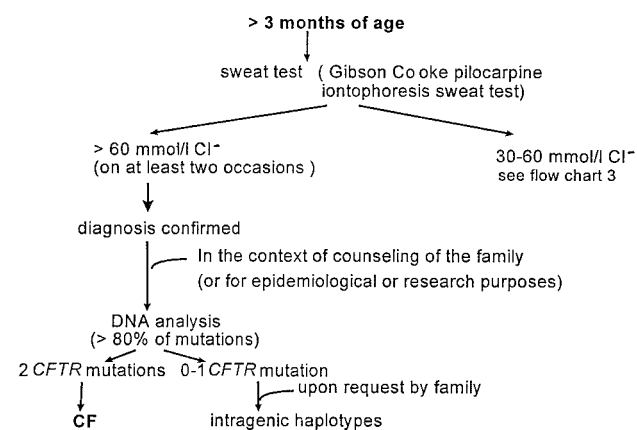 > 3 months of age
sweat test ( Gibson Co oke pilocarpine
iontophoresis sweat test)
> 60 mmol/l Cl⁻
(on at least two occasions )
30-60 mmol/l Cl⁻
see flow chart 3
diagnosis confirmed
In the context of counseling of the family
(or for epidemiological or research purposes)
DNA analysis
(> 80% of mutations)
2 CFTR mutations
0-1 CFTR mutation
upon request by family
CF
intragenic haplotypes